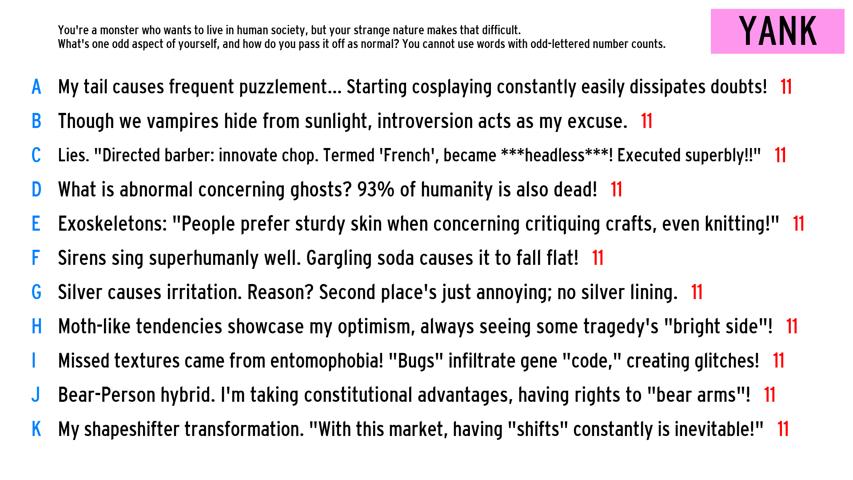 You're a monster who wants to live in human society, but your strange nature makes that difficult.
What's one odd aspect of yourself, and how do you pass it off as normal? You cannot use words with odd-lettered number counts.
YANK
A My tail causes frequent puzzlement... Starting cosplaying constantly easily dissipates doubts! 11
B Though we vampires hide from sunlight, introversion acts as my excuse. 11
C Lies. "Directed barber: innovate chop. Termed 'French', became ***headless***! Executed superbly!!" 11
D What is abnormal concerning ghosts? 93% of humanity is also dead! 11
E Exoskeletons: "People prefer sturdy skin when concerning critiquing crafts, even knitting!" 11
F Sirens sing superhumanly well. Gargling soda causes it to fall flat! 11
G Silver causes irritation. Reason? Second place's just annoying; no silver lining. 11
H Moth-like tendencies showcase my optimism, always seeing some tragedy's "bright side"! 11
I Missed textures came from entomophobia! "Bugs" infiltrate gene "code," creating glitches! 11
J Bear-Person hybrid. I'm taking constitutional advantages, having rights to "bear arms"! 11
K My shapeshifter transformation. "With this market, having "shifts" constantly is inevitable!" 11